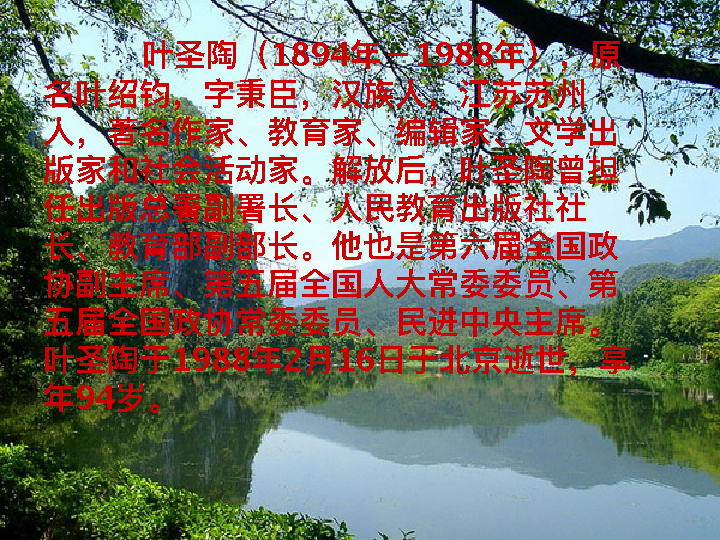 叶圣陶（1894年－1988年），原
名叶绍钧，字秉臣，汉族人，江苏苏州
人，著名作家、教育家、编辑家、文学出
版家和社会活动家。解放后，叶圣陶曾担
任出版总署副署长、人民教育出版社社
长、教育部副部长。他也是第六届全国政
协副主席、第五届全国人大常委委员、第
五届全国政协常委委员、民进中央主席。
叶圣陶于1988年2月16日于北京逝世，享
年94岁。